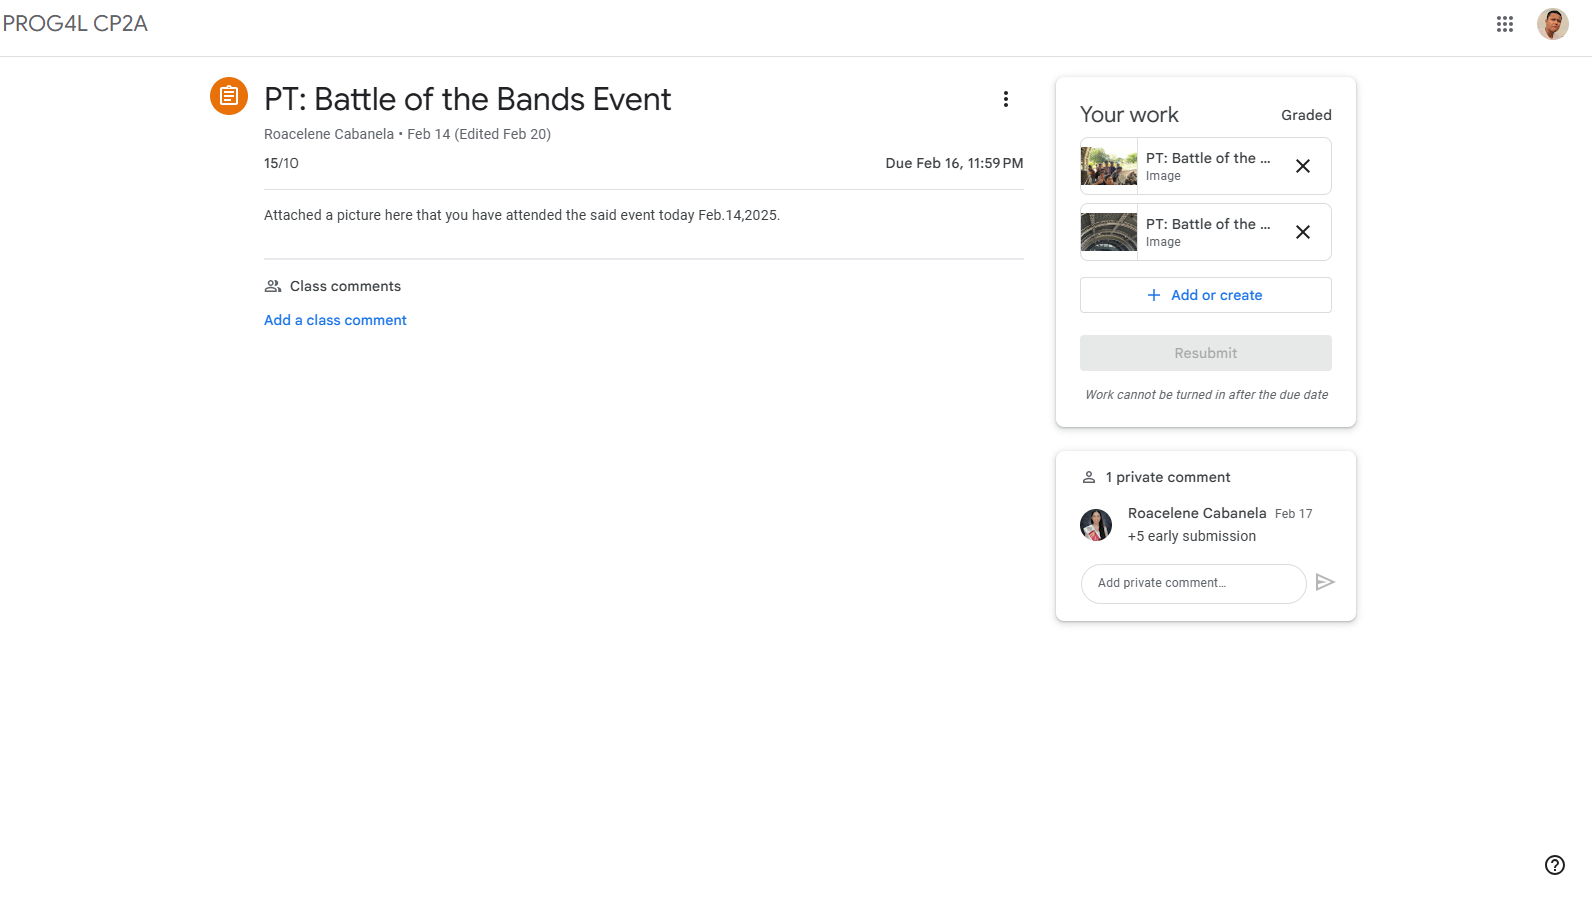 PROG4L CP2A
PT: Battle of the Bands Event
Roacelene Cabanela • Feb 14 (Edited Feb 20)
15/10
Due Feb 16, 11:59 PM
Attached a picture here that you have attended the said event today Feb.14,2025.
Class comments
Add a class comment
Your work
Graded
PT: Battle of the ...
Image
PT: Battle of the ...
Image
Add or create
Resubmit
Work cannot be turned in after the due date
1 private comment
Roacelene Cabanela Feb 17
+5 early submission
Add private comment...